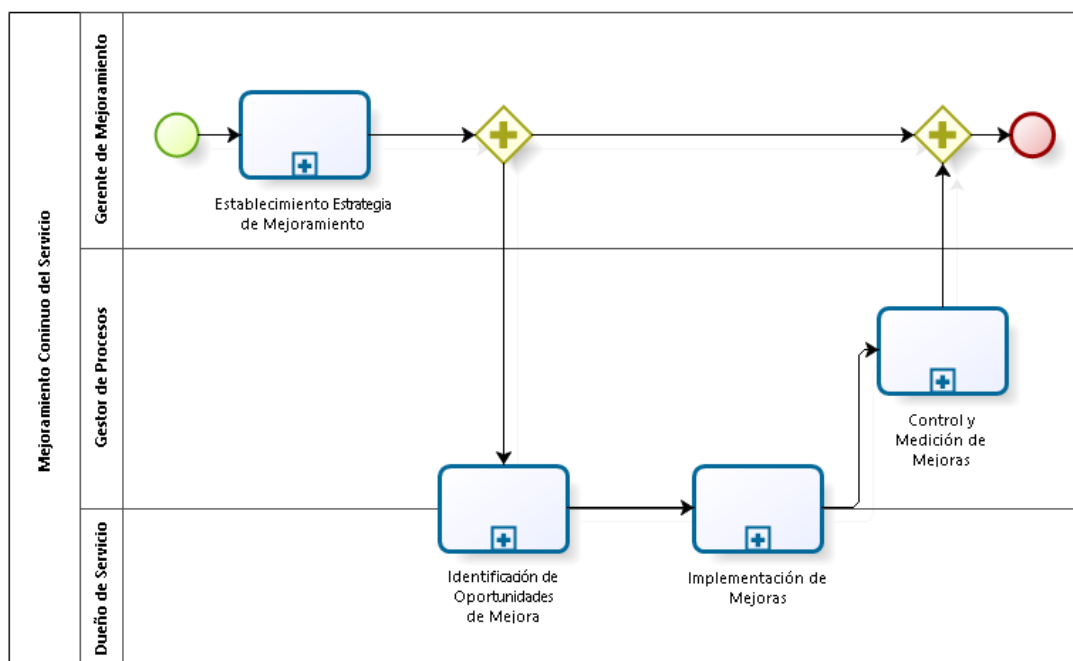 Mejoramiento Coninuo del Servicio
Gerente de Mejoramiento
Establecimiento Estrategia
de Mejoramiento
Gestor de Procesos
Control y
Medición de
Mejoras
Dueño de Servicio
Identificación de
Oportunidades
de Mejora
Implementación de
Mejoras